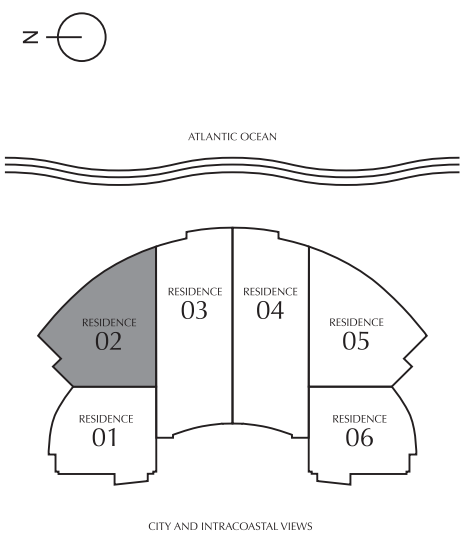 N
ATLANTIC OCEAN
RESIDENCE
02
RESIDENCE
03
RESIDENCE
04
RESIDENCE
05
RESIDENCE
01
RESIDENCE
06
CITY AND INTRACOASTAL VIEWS